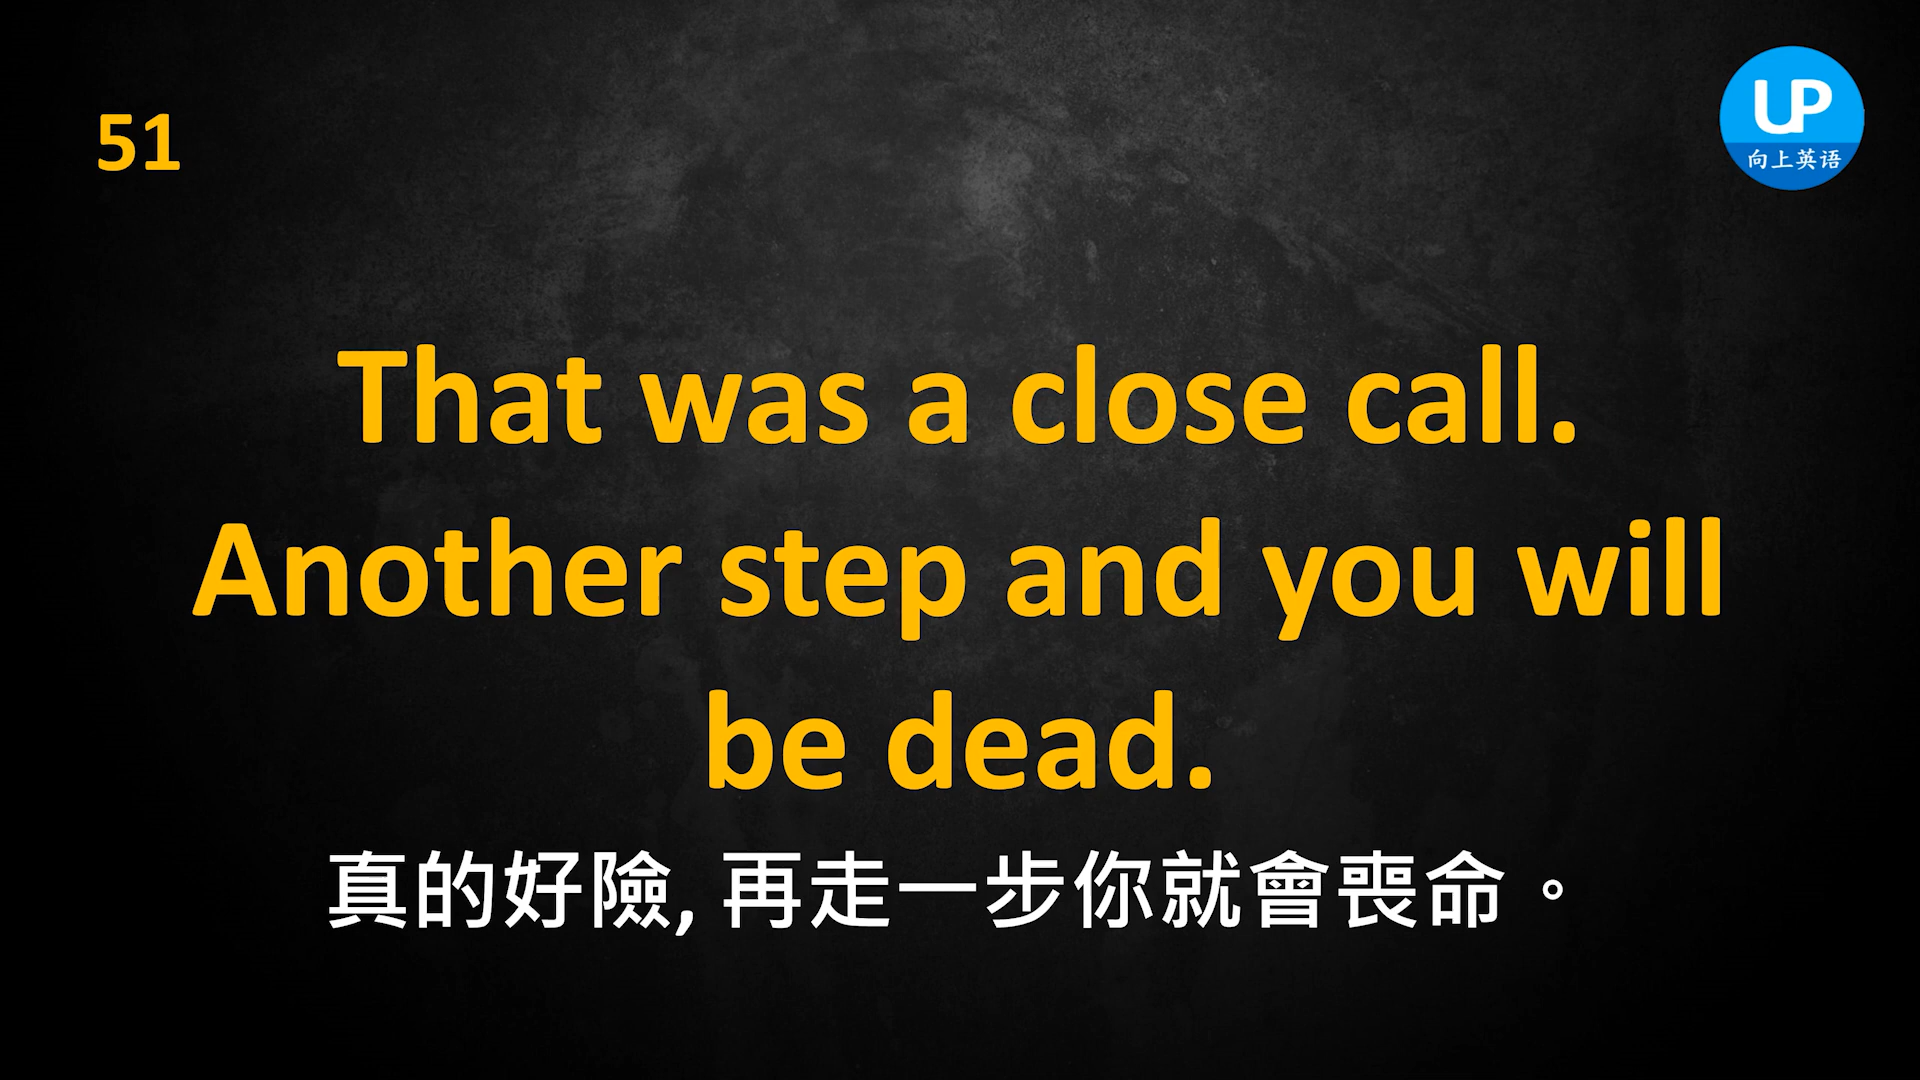 51
UP
向上英语
That was a close call.
Another step and you will
be dead.
真的好險, 再走一步你就會喪命。